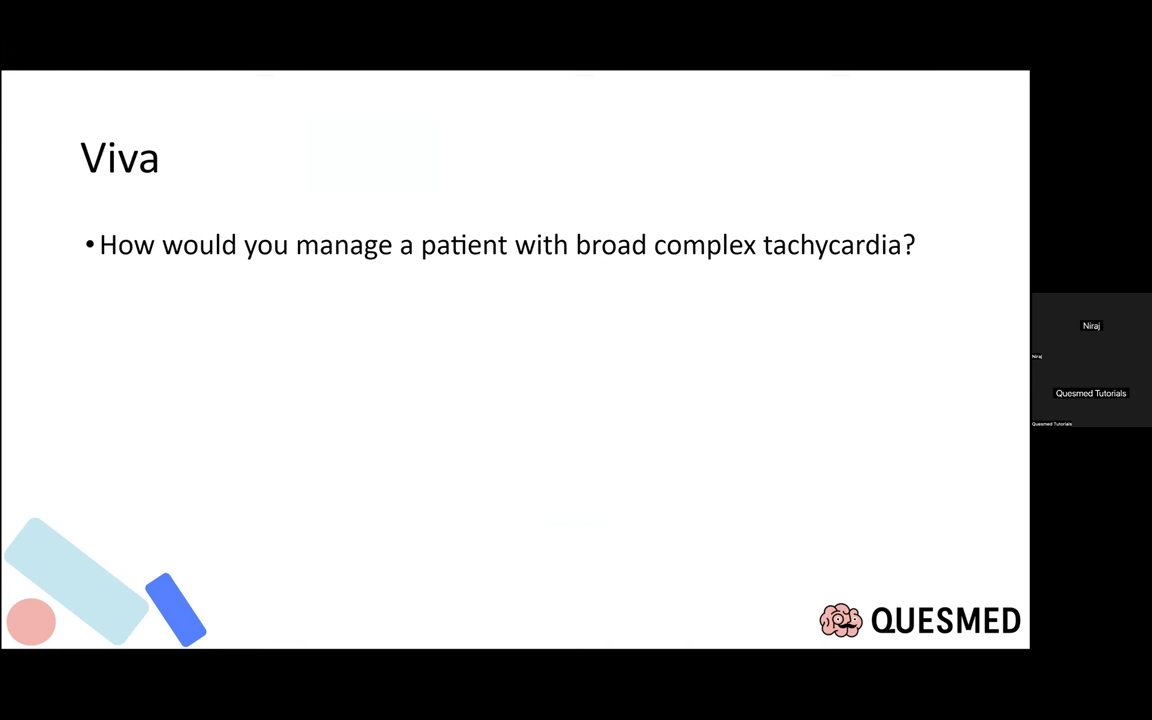 Viva
• How would you manage a patient with broad complex tachycardia?
Niraj
Niraj
Quesmed Tutorials
Quesmed Tutorials
QUESMED